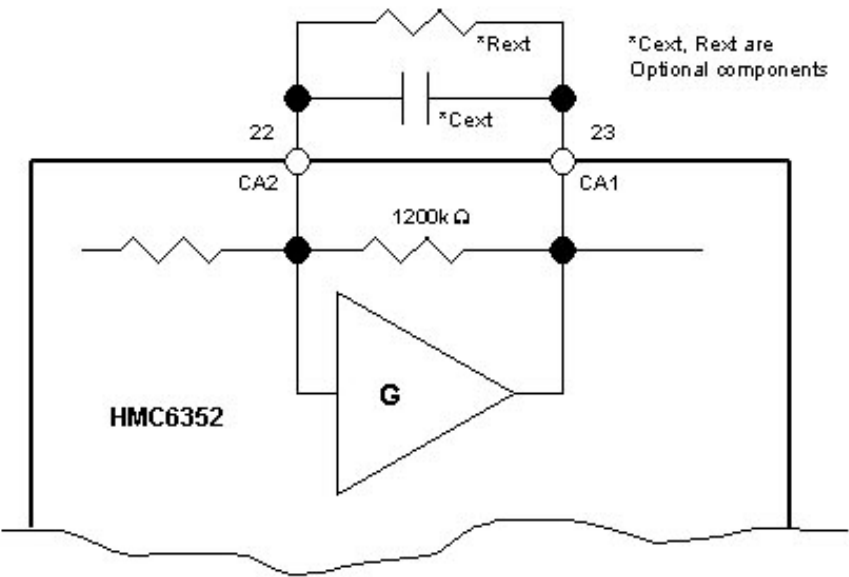 *Rext
*Cext, Rext are
Optional components
*Cext
22
23
CA2
CA1
1200k Ω
G
HMC6352